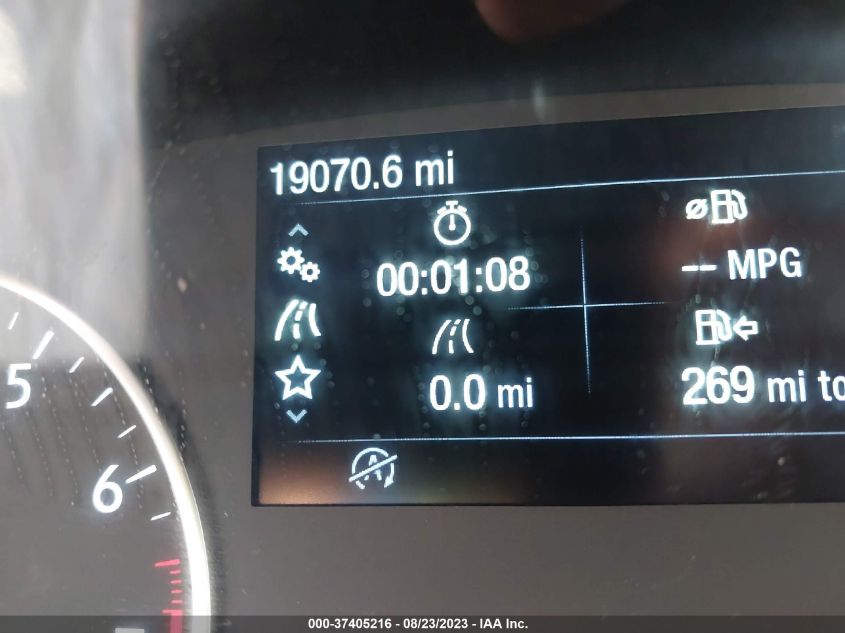 19070.6 mi
00:01:08
-- MPG
0.0 mi
269 mi to
5
6
000-37405216 - 08/23/2023 - IAA Inc.